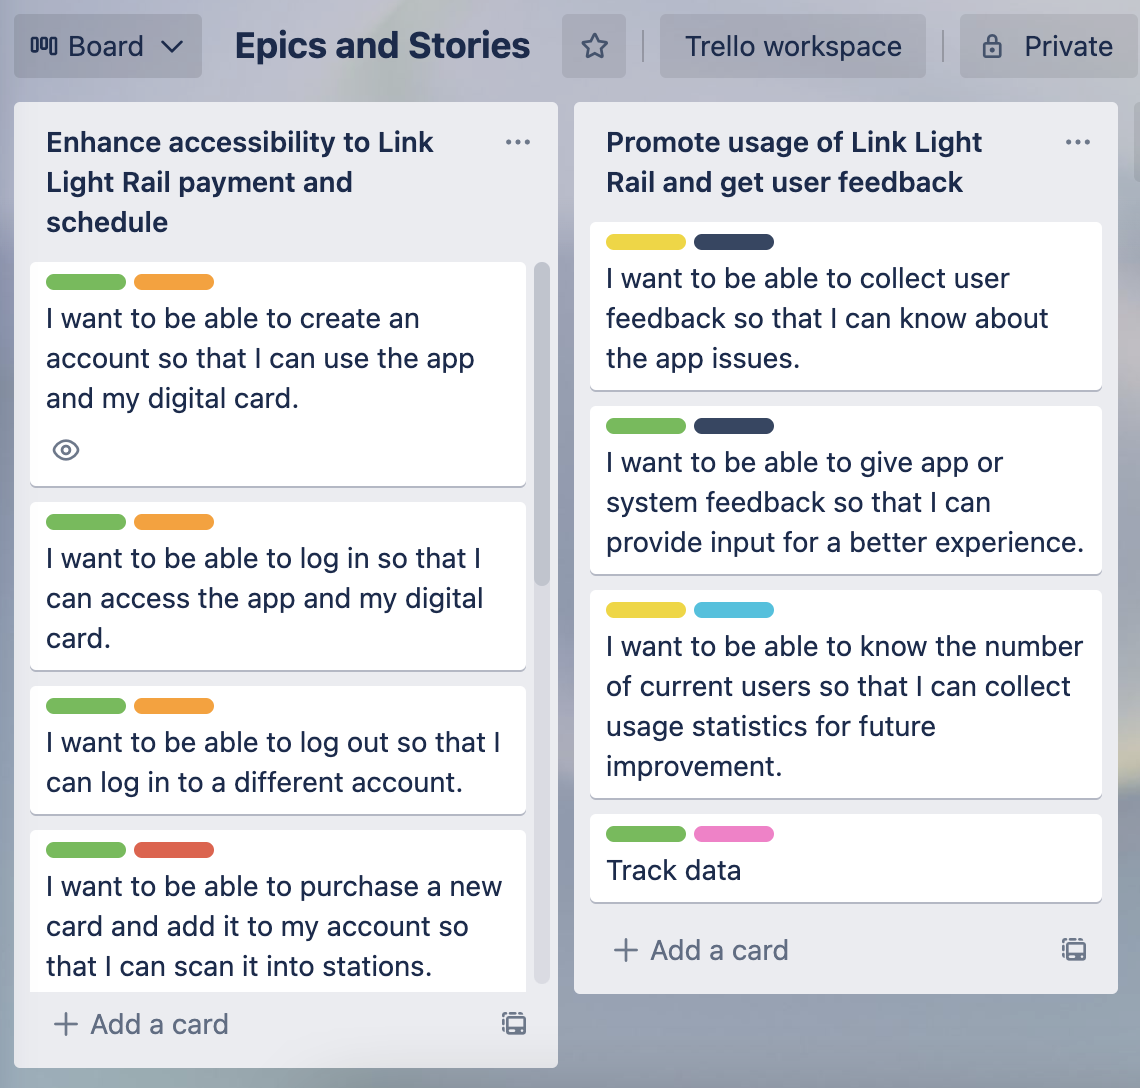 Board
Epics and Stories
Trello workspace
Private
Enhance accessibility to Link
Light Rail payment and
schedule
I want to be able to create an
account so that I can use the app
and my digital card.
I want to be able to log in so that I
can access the app and my digital
card.
I want to be able to log out so that I
can log in to a different account.
I want to be able to purchase a new
card and add it to my account so
that I can scan it into stations.
Add a card
Promote usage of Link Light
Rail and get user feedback
I want to be able to collect user
feedback so that I can know about
the app issues.
I want to be able to give app or
system feedback so that I can
provide input for a better experience.
I want to be able to know the number
of current users so that I can collect
usage statistics for future
improvement.
Track data
Add a card